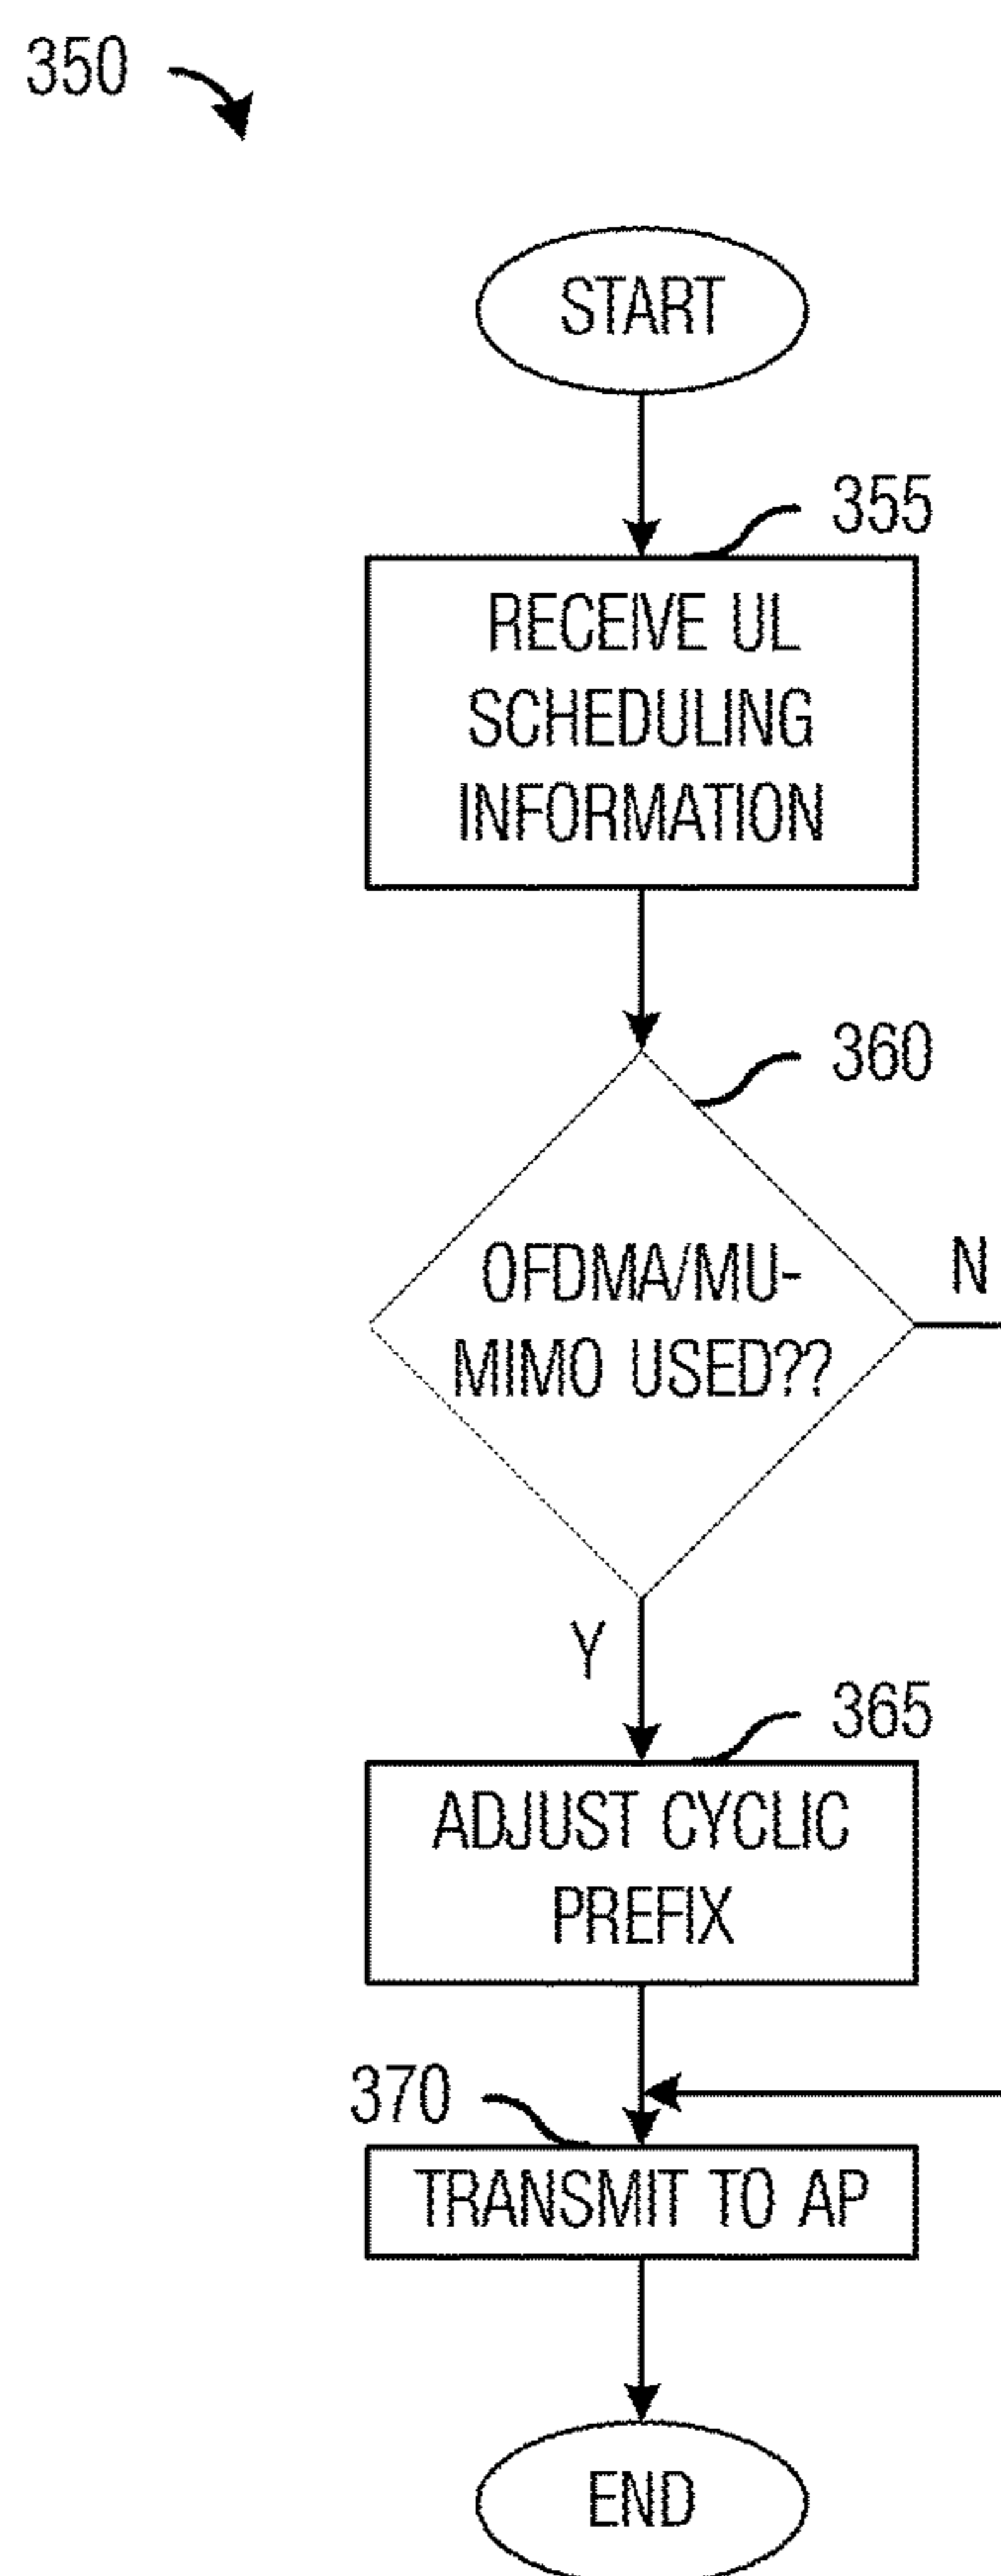 350
START
355
RECEIVE UL
SCHEDULING
INFORMATION
360
OFDMA/MU-
MIMO USED??
N
Y
365
ADJUST CYCLIC
PREFIX
370
TRANSMIT TO AP
END